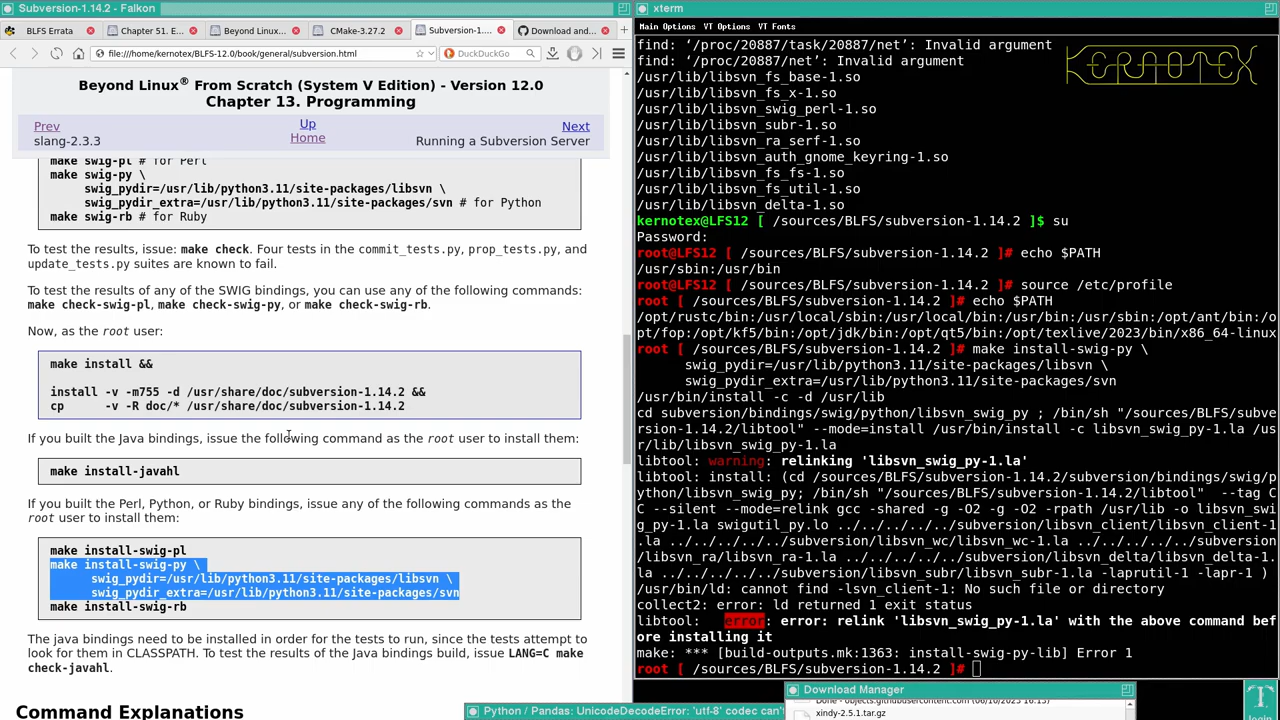 Subversion-1.14.2 - Falkon
BLFS Errata
Chapter 51. E
Beyond Linux
CMake-3.27.2
Subversion-1.
Download and
file:///home/kernotex/BLFS-12.0/book/general/subversion.html
DuckDuckGo
Beyond Linux® From Scratch (System V Edition) - Version 12.0
Chapter 13. Programming
Prev
Up
Next
slang-2.3.3
Home
Running a Subversion Server
make swig-pl # for Perl
make swig-py \
swig_pydir=/usr/lib/python3.11/site-packages/libsvn \
swig_pydir_extra=/usr/lib/python3.11/site-packages/svn # for Python
make swig-rb # for Ruby
To test the results, issue: make check. Four tests in the commit_tests.py, prop_tests.py, and
update_tests.py suites are known to fail.
To test the results of any of the SWIG bindings, you can use any of the following commands:
make check-swig-pl, make check-swig-py, or make check-swig-rb.
Now, as the root user:
make install &&
install -v -m755 -d /usr/share/doc/subversion-1.14.2 &&
cp -v -R doc/* /usr/share/doc/subversion-1.14.2
If you built the Java bindings, issue the following command as the root user to install them:
make install-javahl
If you built the Perl, Python, or Ruby bindings, issue any of the following commands as the
root user to install them:
make install-swig-pl
make install-swig-py \
swig_pydir=/usr/lib/python3.11/site-packages/libsvn \
swig_pydir_extra=/usr/lib/python3.11/site-packages/svn
make install-swig-rb
The java bindings need to be installed in order for the tests to run, since the tests attempt to
look for them in CLASSPATH. To test the results of the Java bindings build, issue LANG=C make
check-javahl.
Command Explanations
xterm
Main Options VT Options VT Fonts
KERNOTEX
find: ‘/proc/20887/task/20887/net’: Invalid argument
find: ‘/proc/20887/net’: Invalid argument
/usr/lib/libsvn_fs_base-1.so
/usr/lib/libsvn_fs_x-1.so
/usr/lib/libsvn_swig_perl-1.so
/usr/lib/libsvn_subr-1.so
/usr/lib/libsvn_ra_serf-1.so
/usr/lib/libsvn_auth_gnome_keyring-1.so
/usr/lib/libsvn_fs_fs-1.so
/usr/lib/libsvn_fs_util-1.so
/usr/lib/libsvn_delta-1.so
kernotex@LFS12 [ /sources/BLFS/subversion-1.14.2 ]$ su
Password:
root@LFS12 [ /sources/BLFS/subversion-1.14.2 ]# echo $PATH
/usr/sbin:/usr/bin
root@LFS12 [ /sources/BLFS/subversion-1.14.2 ]# source /etc/profile
root [ /sources/BLFS/subversion-1.14.2 ]# echo $PATH
/opt/rustc/bin:/usr/local/sbin:/usr/local/bin:/usr/bin:/usr/sbin:/opt/ant/bin:/o
pt/fop:/opt/kf5/bin:/opt/jdk/bin:/opt/qt5/bin:/opt/texlive/2023/bin/x86_64-linux
root [ /sources/BLFS/subversion-1.14.2 ]# make install-swig-py \
swig_pydir=/usr/lib/python3.11/site-packages/libsvn \
swig_pydir_extra=/usr/lib/python3.11/site-packages/svn
/usr/bin/install -c -d /usr/lib
cd subversion/bindings/swig/python/libsvn_swig_py ; /bin/sh "/sources/BLFS/subve
rsion-1.14.2/libtool" --mode=install /usr/bin/install -c libsvn_swig_py-1.la /us
r/lib/libsvn_swig_py-1.la
libtool: warning: relinking 'libsvn_swig_py-1.la'
libtool: install: (cd /sources/BLFS/subversion-1.14.2/subversion/bindings/swig/p
ython/libsvn_swig_py; /bin/sh "/sources/BLFS/subversion-1.14.2/libtool" --tag C
C --silent --mode=relink gcc -shared -g -O2 -g -O2 -rpath /usr/lib -o libsvn_swi
g_py-1.la swigutil_py.lo ../../../../../subversion/libsvn_client/libsvn_client-1
.la ../../../../../subversion/libsvn_wc/libsvn_wc-1.la ../../../../../subversion
/libsvn_ra/libsvn_ra-1.la ../../../../../subversion/libsvn_delta/libsvn_delta-1.
la ../../../../../subversion/libsvn_subr/libsvn_subr-1.la -laprutil-1 -lapr-1 )
/usr/bin/ld: cannot find -lsvn_client-1: No such file or directory
collect2: error: ld returned 1 exit status
libtool: error: error: relink 'libsvn_swig_py-1.la' with the above command bef
ore installing it
make: *** [build-outputs.mk:1363: install-swig-py-lib] Error 1
root [ /sources/BLFS/subversion-1.14.2 ]#
Python / Pandas: UnicodeDecodeError: 'utf-8' codec can't
Download Manager
xindy-2.5.1.tar.gz
login